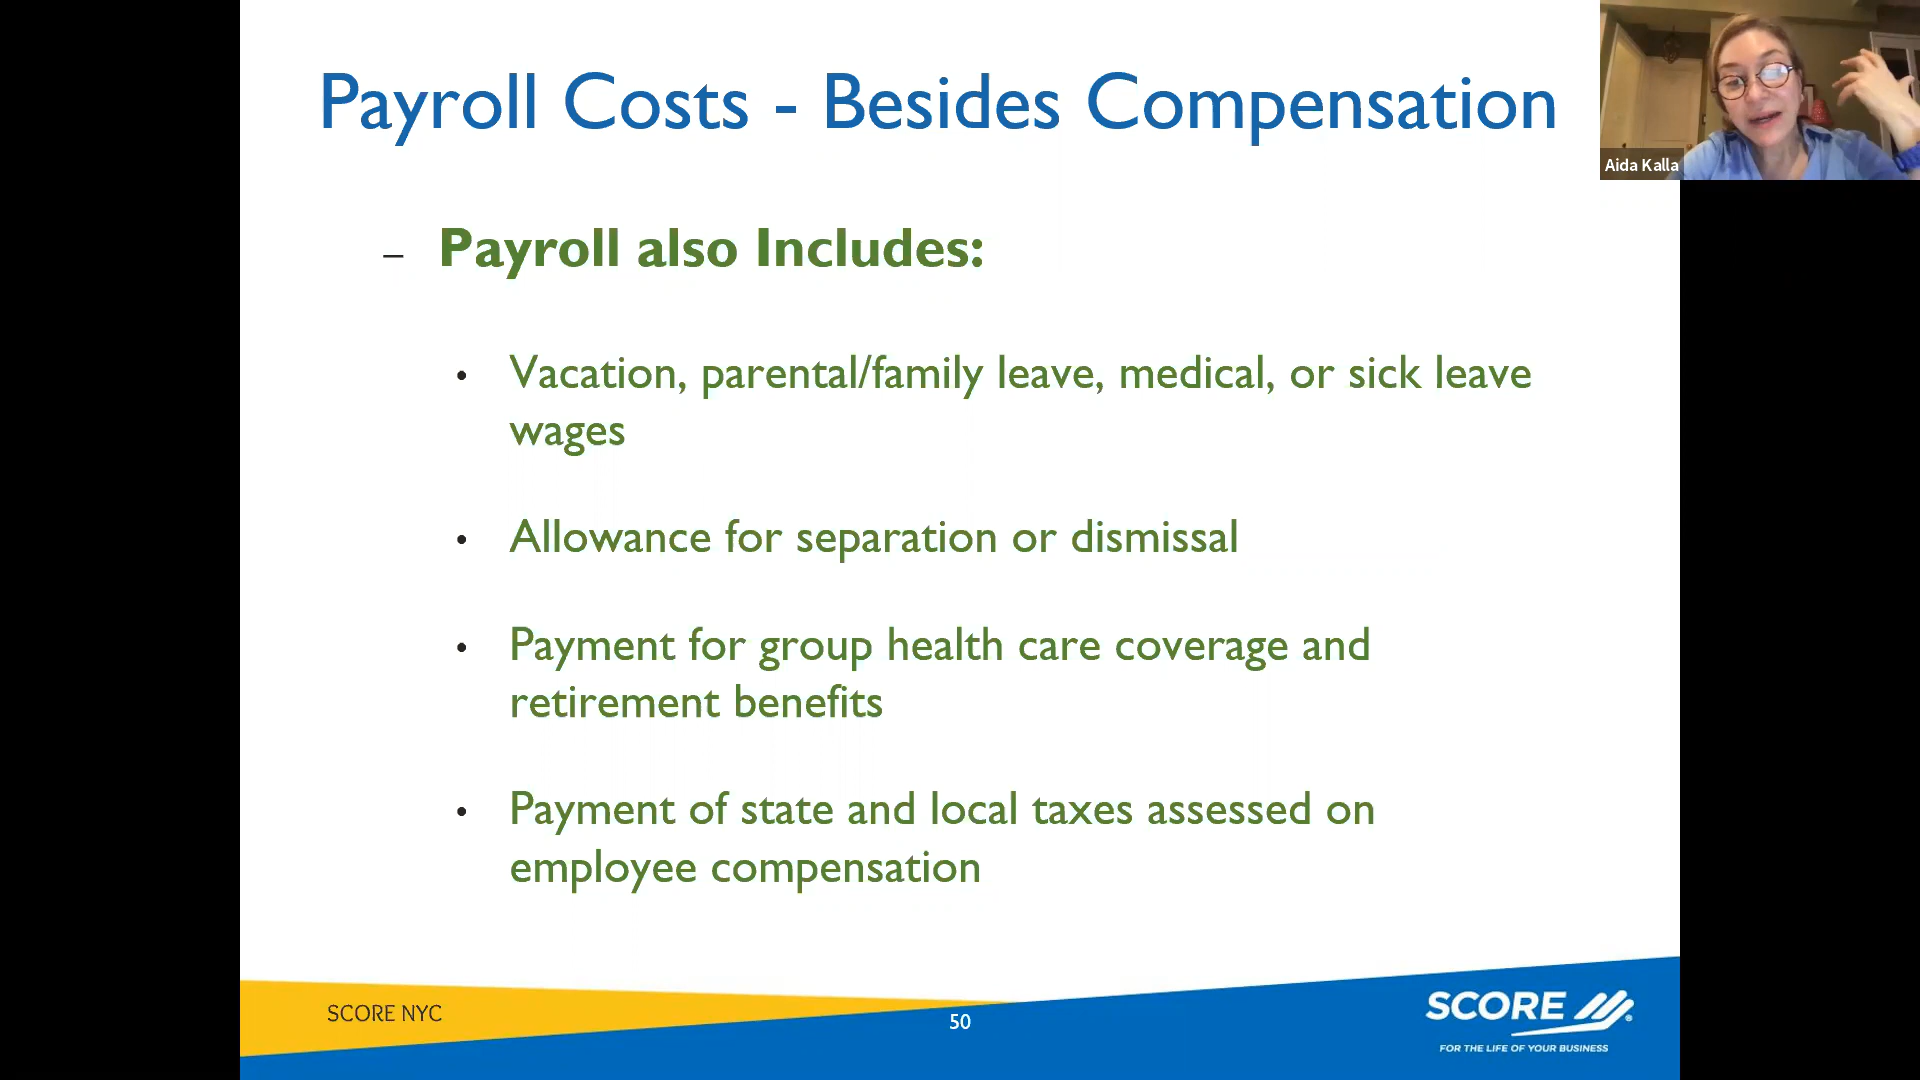 Payroll Costs - Besides Compensation
Aida Kalla
– Payroll also Includes:
• Vacation, parental/family leave, medical, or sick leave
wages
• Allowance for separation or dismissal
• Payment for group health care coverage and
retirement benefits
• Payment of state and local taxes assessed on
employee compensation
SCORE NYC
50
SCORE
FOR THE LIFE OF YOUR BUSINESS